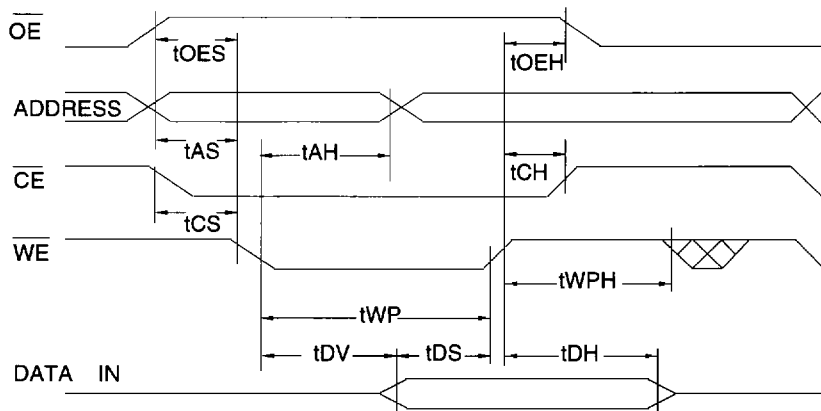 OE
tOES
tOEH
ADDRESS
tAS
tAH
tCH
CE
tCS
WE
tWPH
tWP
tDV
tDS
tDH
DATA IN